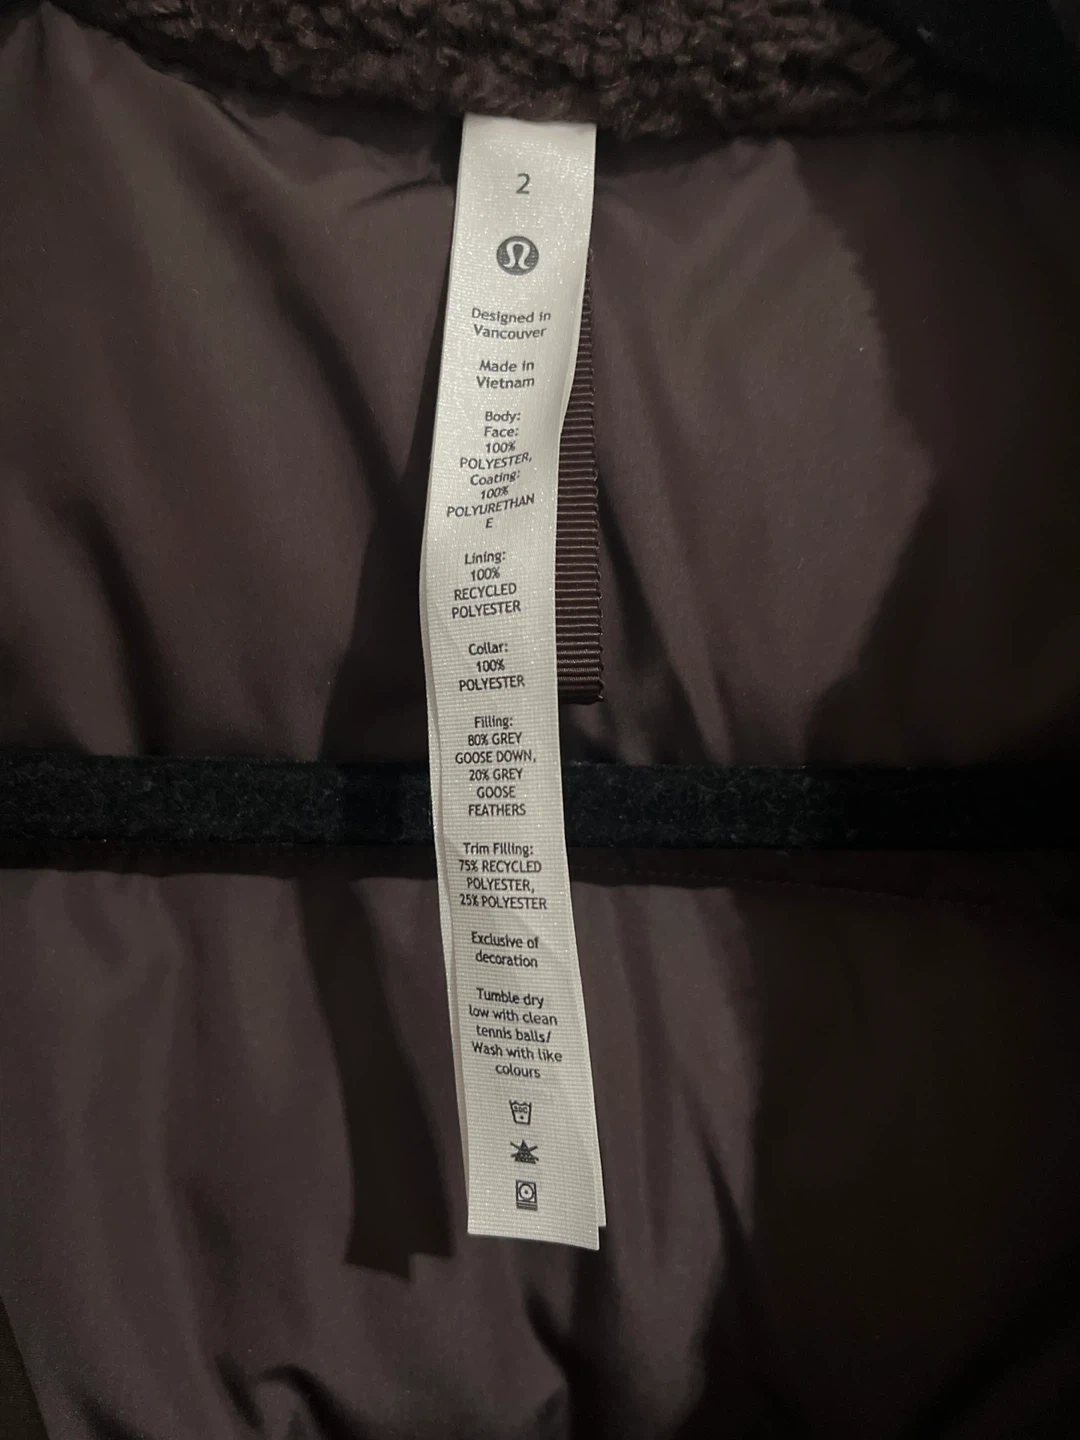 2
Designed in
Vancouver
Made in
Vietnam
Body:
Face:
100%
POLYESTER,
Coating:
100%
POLYURETHAN
E
Lining:
100%
RECYCLED
POLYESTER
Collar:
100%
POLYESTER
Filling:
80% GREY
GOOSE DOWN,
20% GREY
GOOSE
FEATHERS
Trim Filling:
75% RECYCLED
POLYESTER,
25% POLYESTER
Exclusive of
decoration
Tumble dry
low with clean
tennis balls/
Wash with like
colours